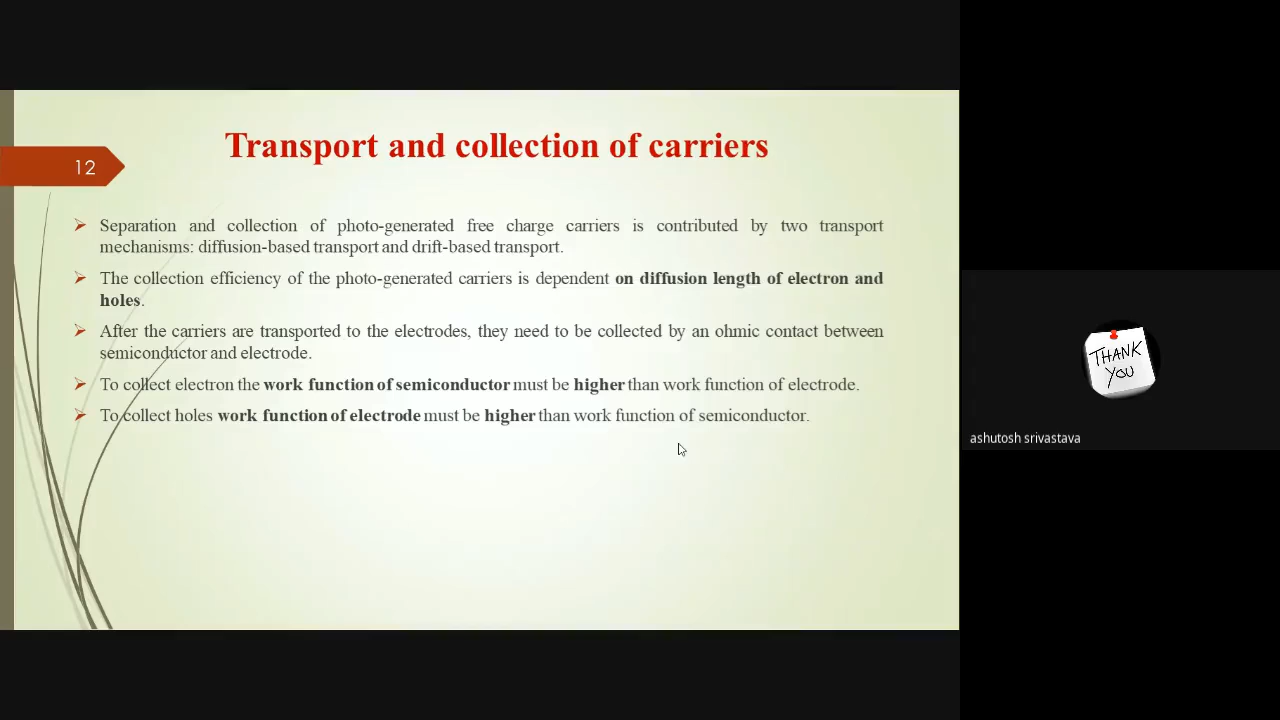 Transport and collection of carriers
12
Separation and collection of photo-generated free charge carriers is contributed by two transport
mechanisms: diffusion-based transport and drift-based transport.
The collection efficiency of the photo-generated carriers is dependent on diffusion length of electron and
holes.
After the carriers are transported to the electrodes, they need to be collected by an ohmic contact between
semiconductor and electrode.
To collect electron the work function of semiconductor must be higher than work function of electrode.
To collect holes work function of electrode must be higher than work function of semiconductor.
THANK
YOU
ashutosh srivastava